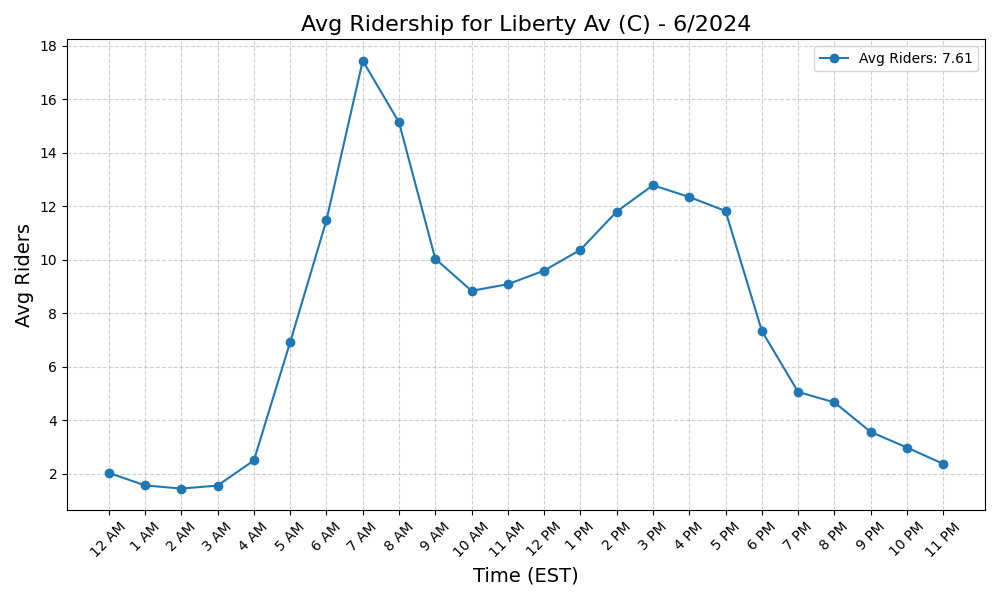 Avg Ridership for Liberty Av (C) - 6/2024
Avg Riders: 7.61
Avg Riders
18
16
14
12
10
8
6
4
2
12 AM
1 AM
2 AM
3 AM
4 AM
5 AM
6 AM
7 AM
8 AM
9 AM
10 AM
11 AM
12 PM
1 PM
2 PM
3 PM
4 PM
5 PM
6 PM
7 PM
8 PM
9 PM
10 PM
11 PM
Time (EST)